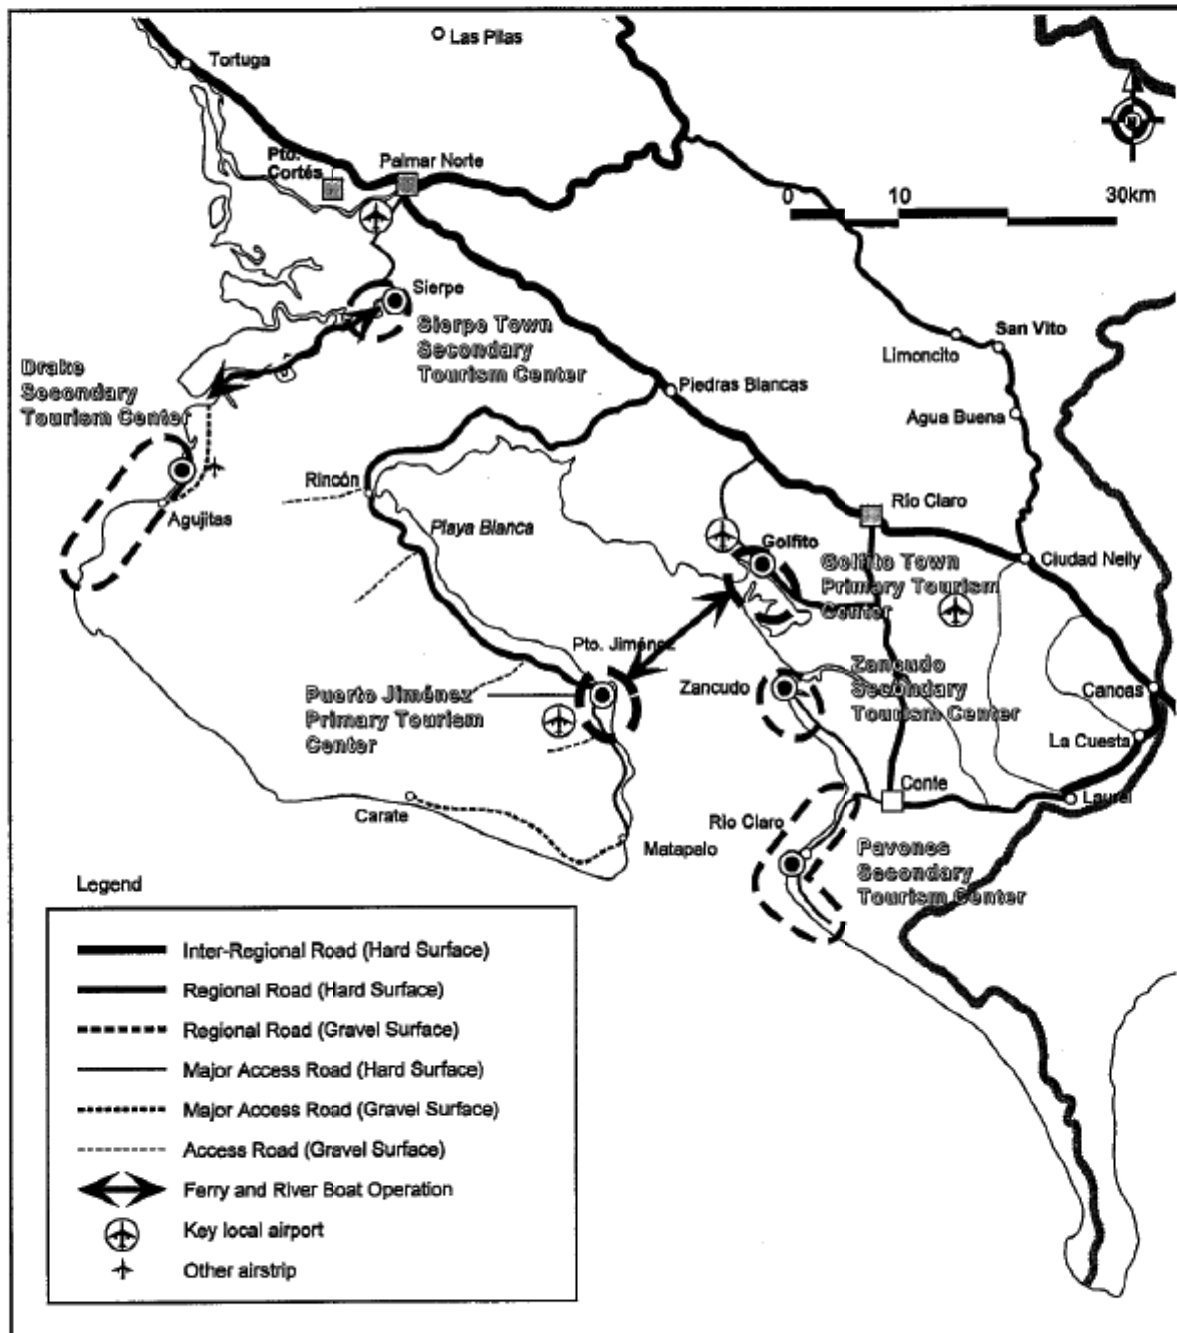 Las Pilas
Tortuga
Pto.
Cortés
Palmar Norte
N
0 10 30km
Sierpe
Sierpe Town
Secondary
Tourism Center
San Vito
Limoncito
Drake
Secondary
Tourism Center
Piedras Blancas
Agua Buena
Rincón
Agujitas
Playa Blanca
Río Claro
Golfito
Golfito Town
Primary Tourism
Center
Ciudad Nelly
Pto. Jiménez
Zancudo
Zancudo
Secondary
Tourism Center
Canoas
Puerto Jiménez
Primary Tourism
Center
La Cuesta
Conte
Laurel
Carate
Río Claro
Matapalo
Pavones
Secondary
Tourism Center
Legend
Inter-Regional Road (Hard Surface)
Regional Road (Hard Surface)
Regional Road (Gravel Surface)
Major Access Road (Hard Surface)
Major Access Road (Gravel Surface)
Access Road (Gravel Surface)
Ferry and River Boat Operation
Key local airport
Other airstrip